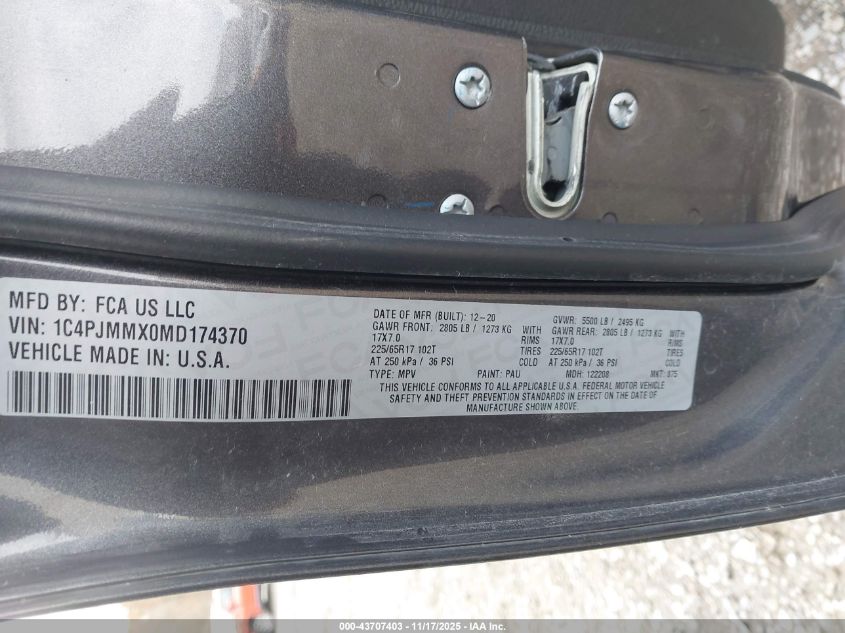 MFD BY: FCA US LLC
VIN: 1C4PJMMX0MD174370
VEHICLE MADE IN: U.S.A.
DATE OF MFR (BUILT): 12-20
GVWR: 5500 LB / 2495 KG
GAWR FRONT: 2805 LB / 1273 KG WITH GAWR REAR: 2805 LB / 1273 KG
17X7.0 RIMS 17X7.0
225/65R17 102T TIRES 225/65R17 102T
AT 250 kPa / 36 PSI COLD AT 250 kPa / 36 PSI
TYPE: MPV PAINT: PAU MDH: 122208 MKT: 875
THIS VEHICLE CONFORMS TO ALL APPLICABLE U.S.A. FEDERAL MOTOR VEHICLE
SAFETY AND THEFT PREVENTION STANDARDS IN EFFECT ON THE DATE OF
MANUFACTURE SHOWN ABOVE.
000-43707403 - 11/17/2025 - IAA Inc.